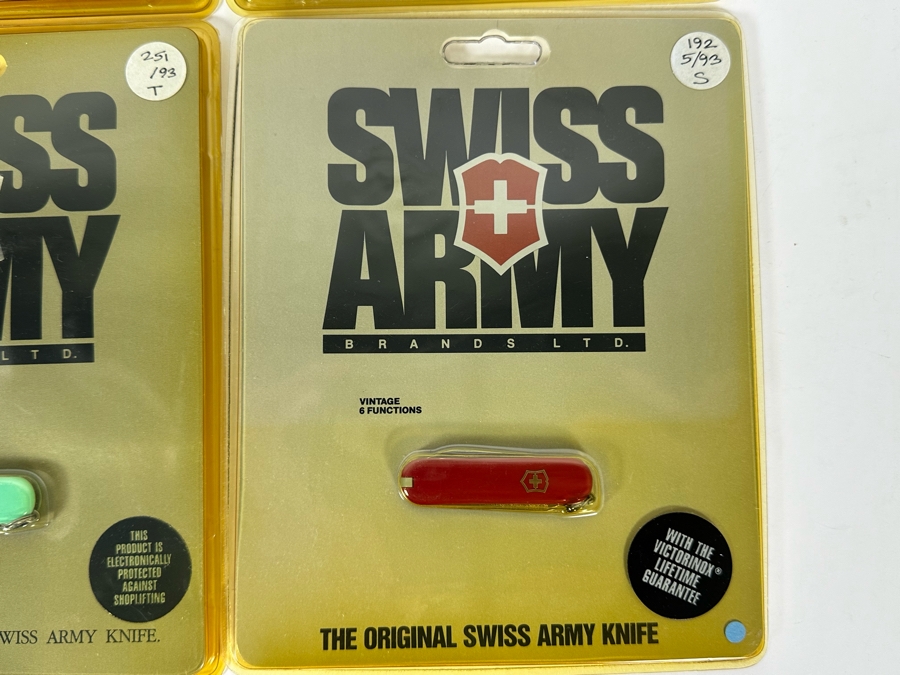 251
/93
T
SS
MY
LTD.
THIS
PRODUCT IS
ELECTRONICALLY
PROTECTED
AGAINST
SHOPLIFTING
WISS ARMY KNIFE.
192
5/93
S
SWISS
ARMY
BRANDS LTD.
VINTAGE
6 FUNCTIONS
WITH THE
VICTORINOX®
LIFETIME
GUARANTEE
THE ORIGINAL SWISS ARMY KNIFE